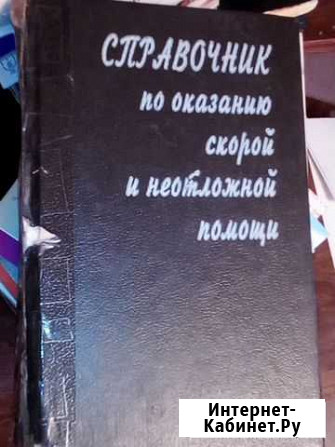 СПРАВОЧНИК
по оказанию
скорой
и неотложной
помощи
Интернет-
Кабинет.Ру